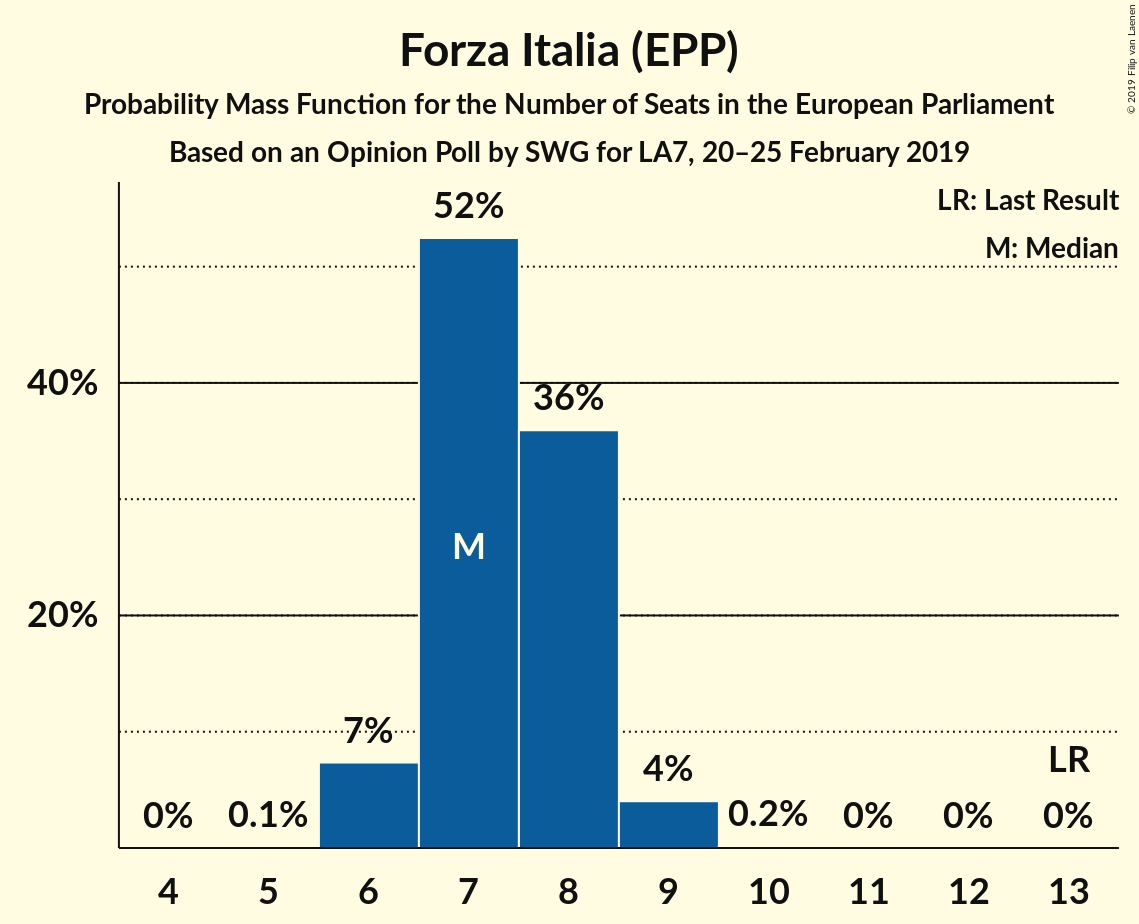 Forza Italia (EPP)
Probability Mass Function for the Number of Seats in the European Parliament
Based on an Opinion Poll by SWG for LA7, 20–25 February 2019
© 2019 Filip van Laenen
LR: Last Result
M: Median
52%
40%
36%
M
20%
7%
4%
LR
0% 0.1% 0.2% 0% 0% 0%
4 5 6 7 8 9 10 11 12 13